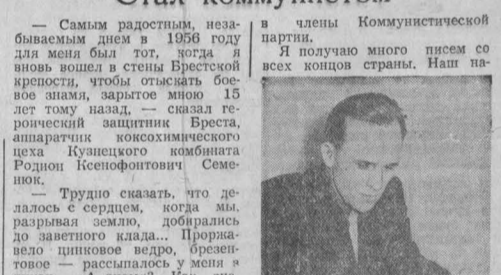 Стал коммунистом
— Самым радостным, неза-
бываемым днем в 1956 году
для меня был тот, когда я
вновь вошел в стены Брестской
крепости, чтобы отыскать бое-
вое знамя, зарытое мною 15
лет тому назад, — сказал ге-
роический защитник Бреста,
аппаратчик коксохимического
цеха Кузнецкого комбината
Родион Ксенофонтович Семе-
нюк.
— Трудно сказать, что де-
лалось с сердцем, когда мы,
разрывая землю, добирались
до заветного клада... Проржа-
вело цинковое ведро, брезен-
товое — рассыпалось у меня в
в члены Коммунистической
партии.
Я получаю много писем со
всех концов страны. Наш на-